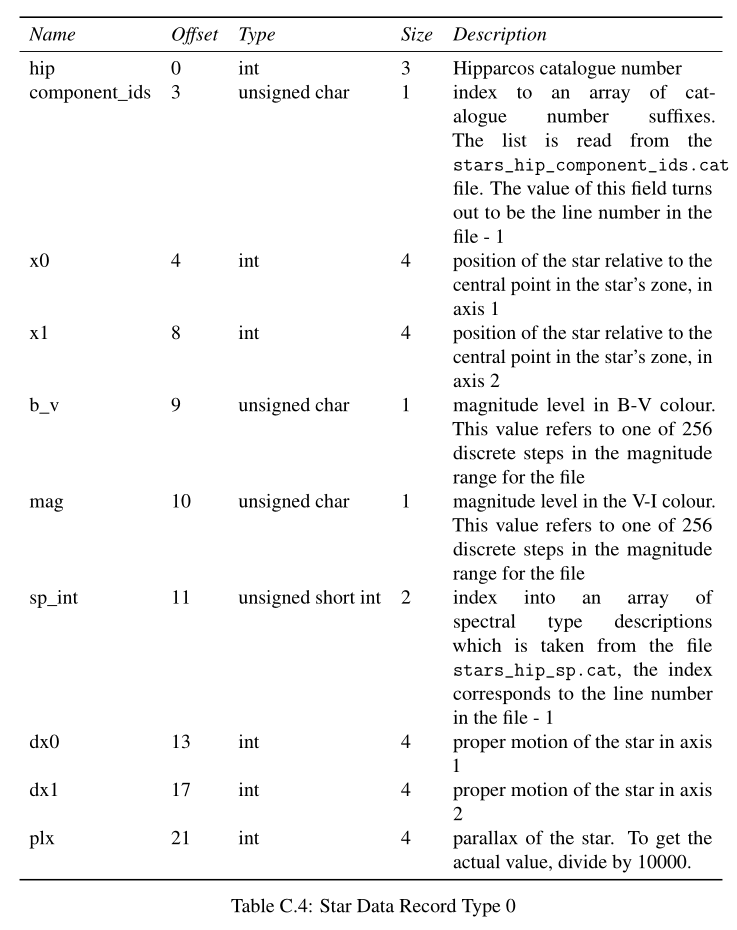 Name Offset Type Size Description
hip 0 int 3 Hipparcos catalogue number
component_ids 3 unsigned char 1 index to an array of cat-
alogue number suffixes.
The list is read from the
stars_hip_component_ids.cat
file. The value of this field turns
out to be the line number in the
file - 1
x0 4 int 4 position of the star relative to the
central point in the star's zone, in
axis 1
x1 8 int 4 position of the star relative to the
central point in the star's zone, in
axis 2
b_v 9 unsigned char 1 magnitude level in B-V colour.
This value refers to one of 256
discrete steps in the magnitude
range for the file
mag 10 unsigned char 1 magnitude level in the V-I colour.
This value refers to one of 256
discrete steps in the magnitude
range for the file
sp_int 11 unsigned short int 2 index into an array of
spectral type descriptions
which is taken from the file
stars_hip_sp.cat, the index
corresponds to the line number
in the file - 1
dx0 13 int 4 proper motion of the star in axis
1
dx1 17 int 4 proper motion of the star in axis
2
plx 21 int 4 parallax of the star. To get the
actual value, divide by 10000.
Table C.4: Star Data Record Type 0